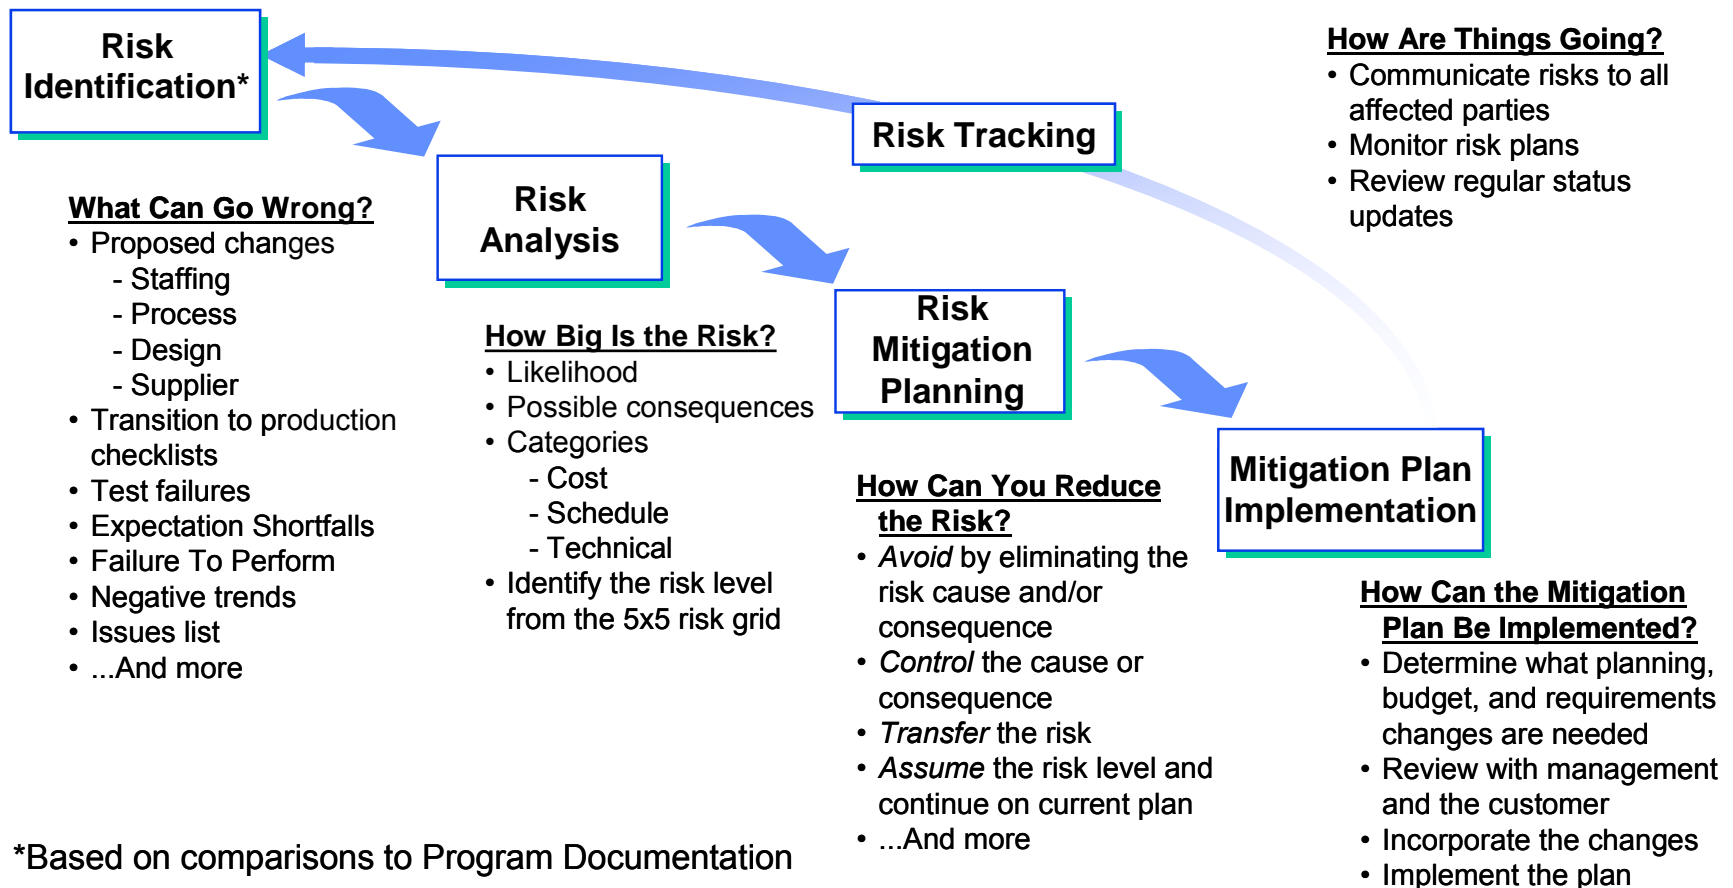 Risk
Identification*
What Can Go Wrong?
• Proposed changes
- Staffing
- Process
- Design
- Supplier
• Transition to production
checklists
• Test failures
• Expectation Shortfalls
• Failure To Perform
• Negative trends
• Issues list
• ...And more
Risk
Analysis
How Big Is the Risk?
• Likelihood
• Possible consequences
• Categories
- Cost
- Schedule
- Technical
• Identify the risk level
from the 5x5 risk grid
Risk
Mitigation
Planning
How Can You Reduce
the Risk?
• Avoid by eliminating the
risk cause and/or
consequence
• Control the cause or
consequence
• Transfer the risk
• Assume the risk level and
continue on current plan
• ...And more
Mitigation Plan
Implementation
How Can the Mitigation
Plan Be Implemented?
• Determine what planning,
budget, and requirements
changes are needed
• Review with management
and the customer
• Incorporate the changes
• Implement the plan
Risk Tracking
How Are Things Going?
• Communicate risks to all
affected parties
• Monitor risk plans
• Review regular status
updates
*Based on comparisons to Program Documentation